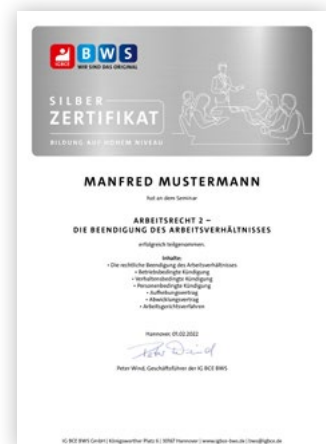 IGBCE
BWS
WIR SIND DAS ORIGINAL
SILBER
ZERTIFIKAT
BILDUNG AUF HOHEM NIVEAU
MANFRED MUSTERMANN
hat an dem Seminar
ARBEITSRECHT 2 –
DIE BEENDIGUNG DES ARBEITSVERHÄLTNISSES
erfolgreich teilgenommen.
Inhalte:
• Die rechtliche Beendigung des Arbeitsverhältnisses
• Betriebsbedingte Kündigung
• Verhaltensbedingte Kündigung
• Personenbedingte Kündigung
• Aufhebungsvertrag
• Abwicklungsvertrag
• Arbeitsgerichtsverfahren
Hannover, 01.02.2022
Peter Wind
Peter Wind, Geschäftsführer der IG BCE BWS
IG BCE BWS GmbH | Königsworther Platz 6 | 30167 Hannover | www.igbce-bws.de | bws@igbce.de